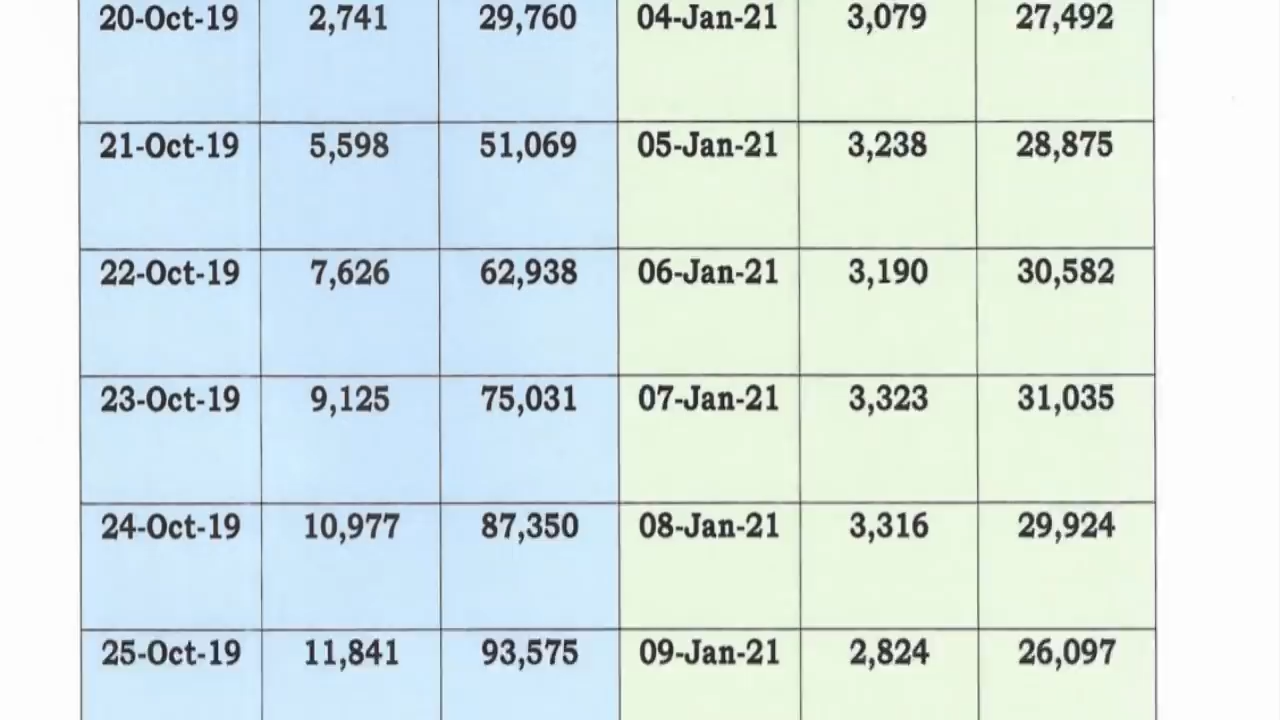 20-Oct-19 2,741 29,760 04-Jan-21 3,079 27,492
21-Oct-19 5,598 51,069 05-Jan-21 3,238 28,875
22-Oct-19 7,626 62,938 06-Jan-21 3,190 30,582
23-Oct-19 9,125 75,031 07-Jan-21 3,323 31,035
24-Oct-19 10,977 87,350 08-Jan-21 3,316 29,924
25-Oct-19 11,841 93,575 09-Jan-21 2,824 26,097